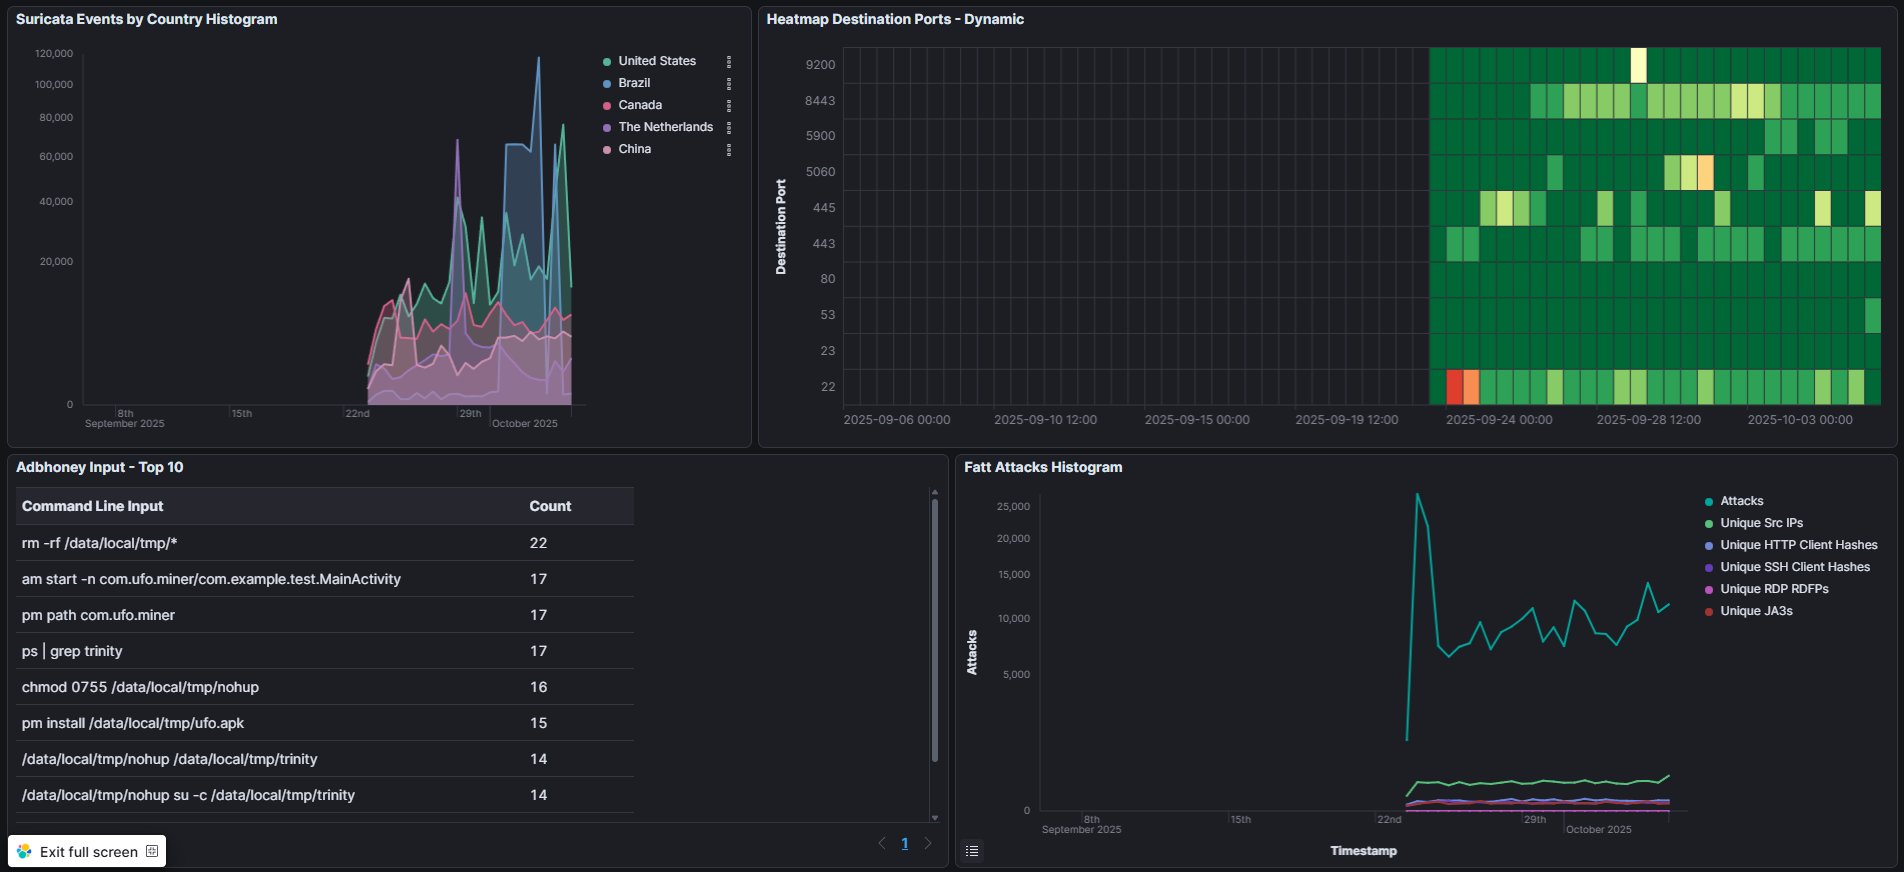 Suricata Events by Country Histogram
120,000
100,000
80,000
60,000
40,000
20,000
0
8th
15th
22nd
29th
September 2025
October 2025
United States
Brazil
Canada
The Netherlands
China
Heatmap Destination Ports - Dynamic
Destination Port
9200
8443
5900
5060
445
443
80
53
23
22
2025-09-06 00:00
2025-09-10 12:00
2025-09-15 00:00
2025-09-19 12:00
2025-09-24 00:00
2025-09-28 12:00
2025-10-03 00:00
Adbhoney Input - Top 10
Command Line Input Count
rm -rf /data/local/tmp/* 22
am start -n com.ufo.miner/com.example.test.MainActivity 17
pm path com.ufo.miner 17
ps | grep trinity 17
chmod 0755 /data/local/tmp/nohup 16
pm install /data/local/tmp/ufo.apk 15
/data/local/tmp/nohup /data/local/tmp/trinity 14
/data/local/tmp/nohup su -c /data/local/tmp/trinity 14
1
Exit full screen
Fatt Attacks Histogram
Attacks
25,000
20,000
15,000
10,000
5,000
0
8th
15th
22nd
29th
September 2025
October 2025
Timestamp
Attacks
Unique Src IPs
Unique HTTP Client Hashes
Unique SSH Client Hashes
Unique RDP RDFPs
Unique JA3s